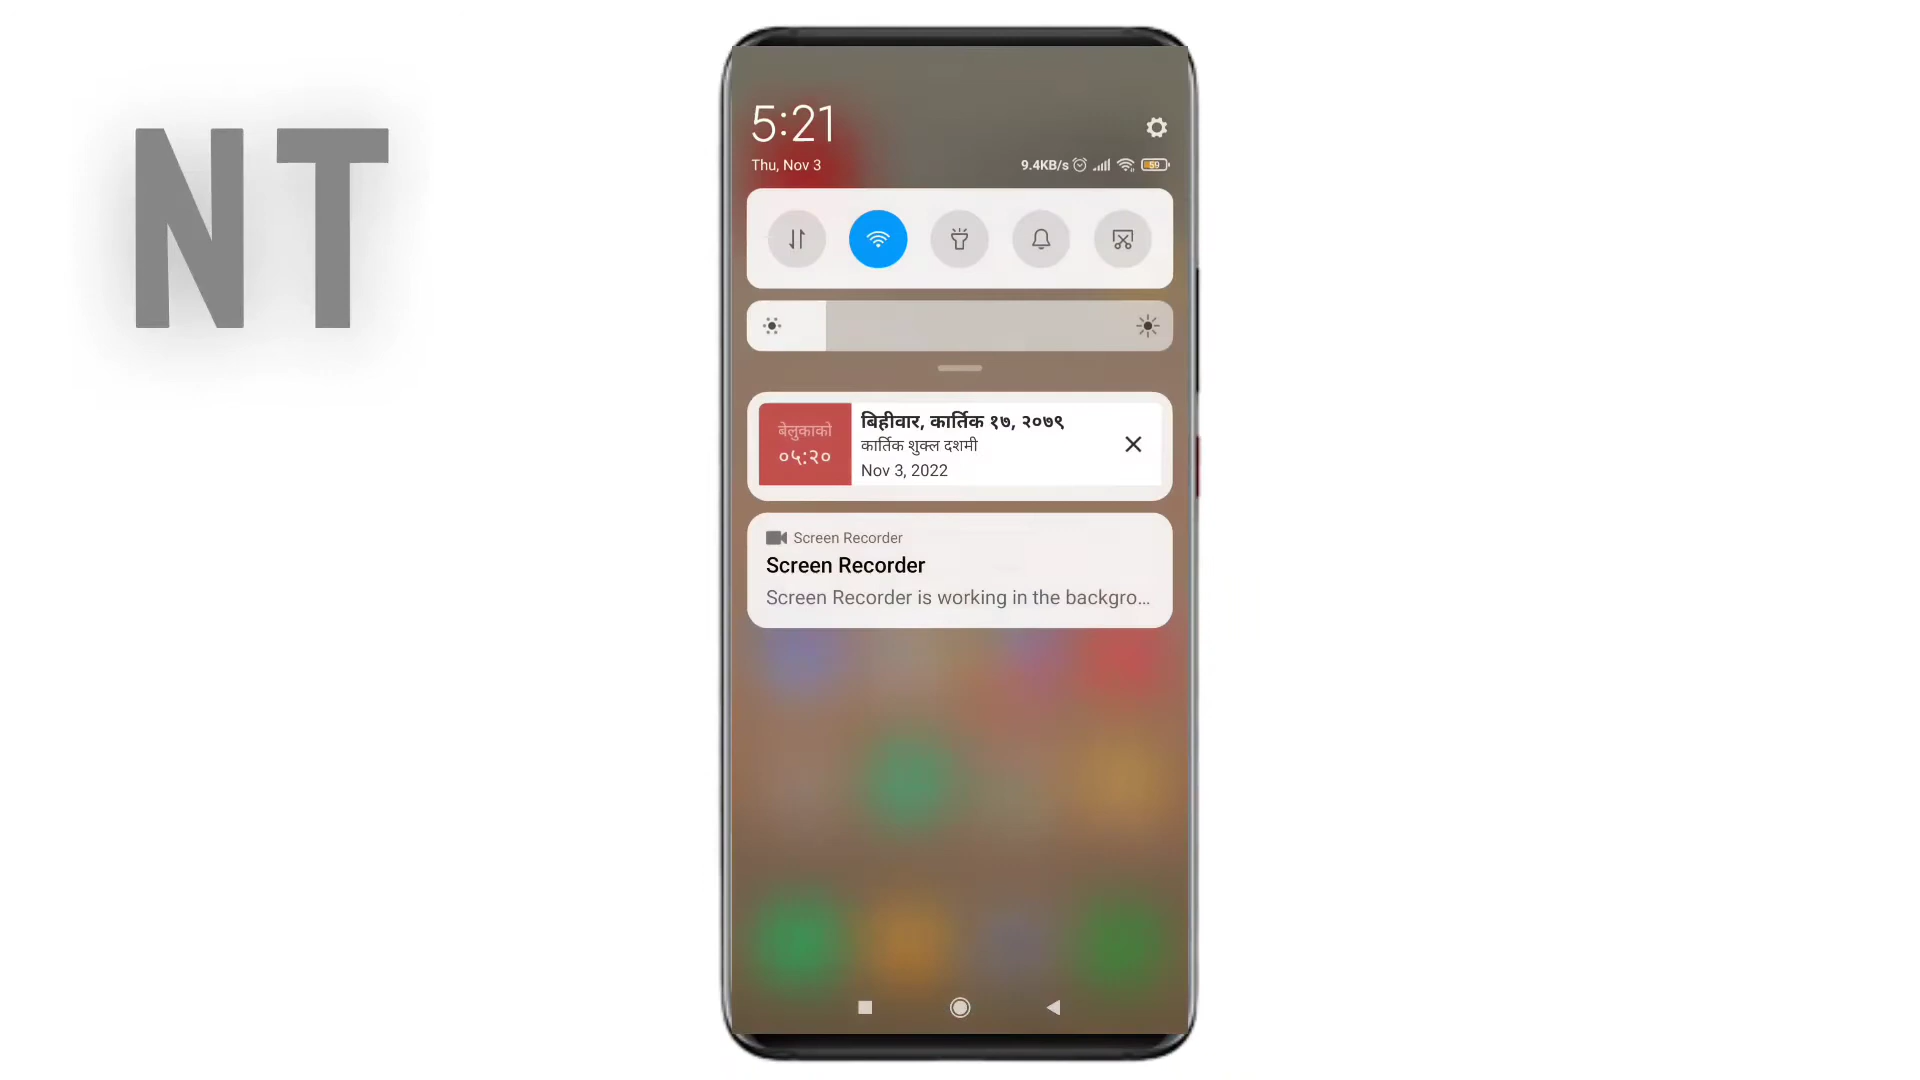 NT
5:21
Thu, Nov 3
9.4KB/s
59
बेलुकाको
०५:२०
बिहीवार, कार्तिक १७, २०७९
कार्तिक शुक्ल दशमी
Nov 3, 2022
Screen Recorder
Screen Recorder
Screen Recorder is working in the backgro...